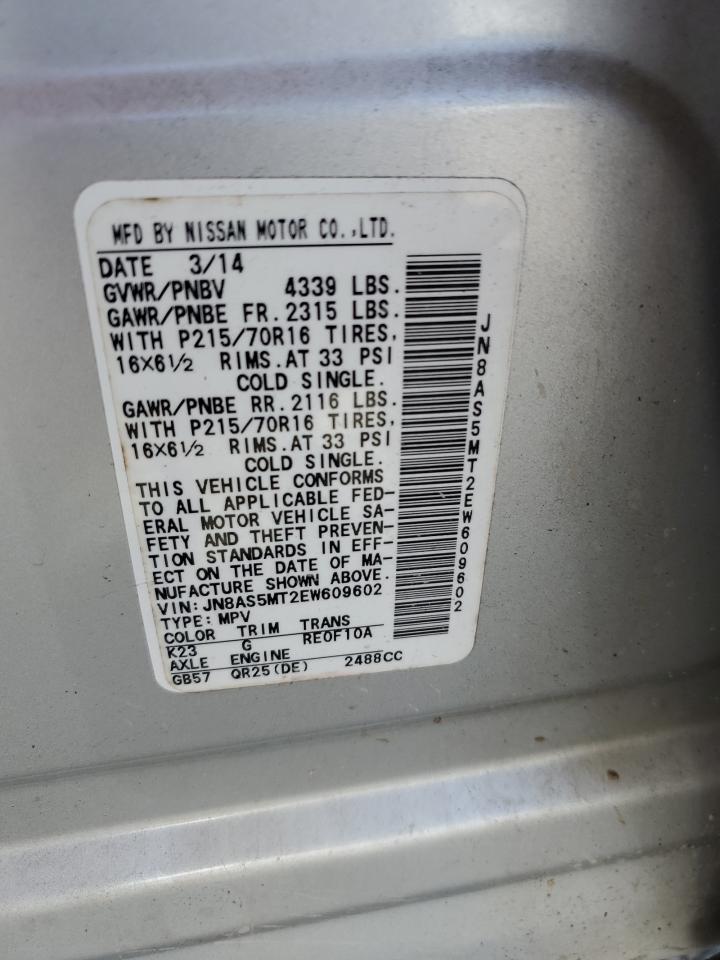 MFD BY NISSAN MOTOR CO.,LTD.
DATE 3/14
GVWR/PNBV 4339 LBS.
GAWR/PNBE FR.2315 LBS.
WITH P215/70R16 TIRES,
16X6½ RIMS.AT 33 PSI
COLD SINGLE.
GAWR/PNBE RR.2116 LBS.
WITH P215/70R16 TIRES,
16X6½ RIMS.AT 33 PSI
COLD SINGLE.
THIS VEHICLE CONFORMS
TO ALL APPLICABLE FED-
ERAL MOTOR VEHICLE SA-
FETY AND THEFT PREVEN-
TION STANDARDS IN EFF-
ECT ON THE DATE OF MA-
NUFACTURE SHOWN ABOVE.
VIN:JN8AS5MT2EW609602
TYPE:MPV
COLOR TRIM TRANS
K23 G RE0F10A
AXLE ENGINE
GB57 QR25(DE) 2488CC
JN8AS5MT2EW609602